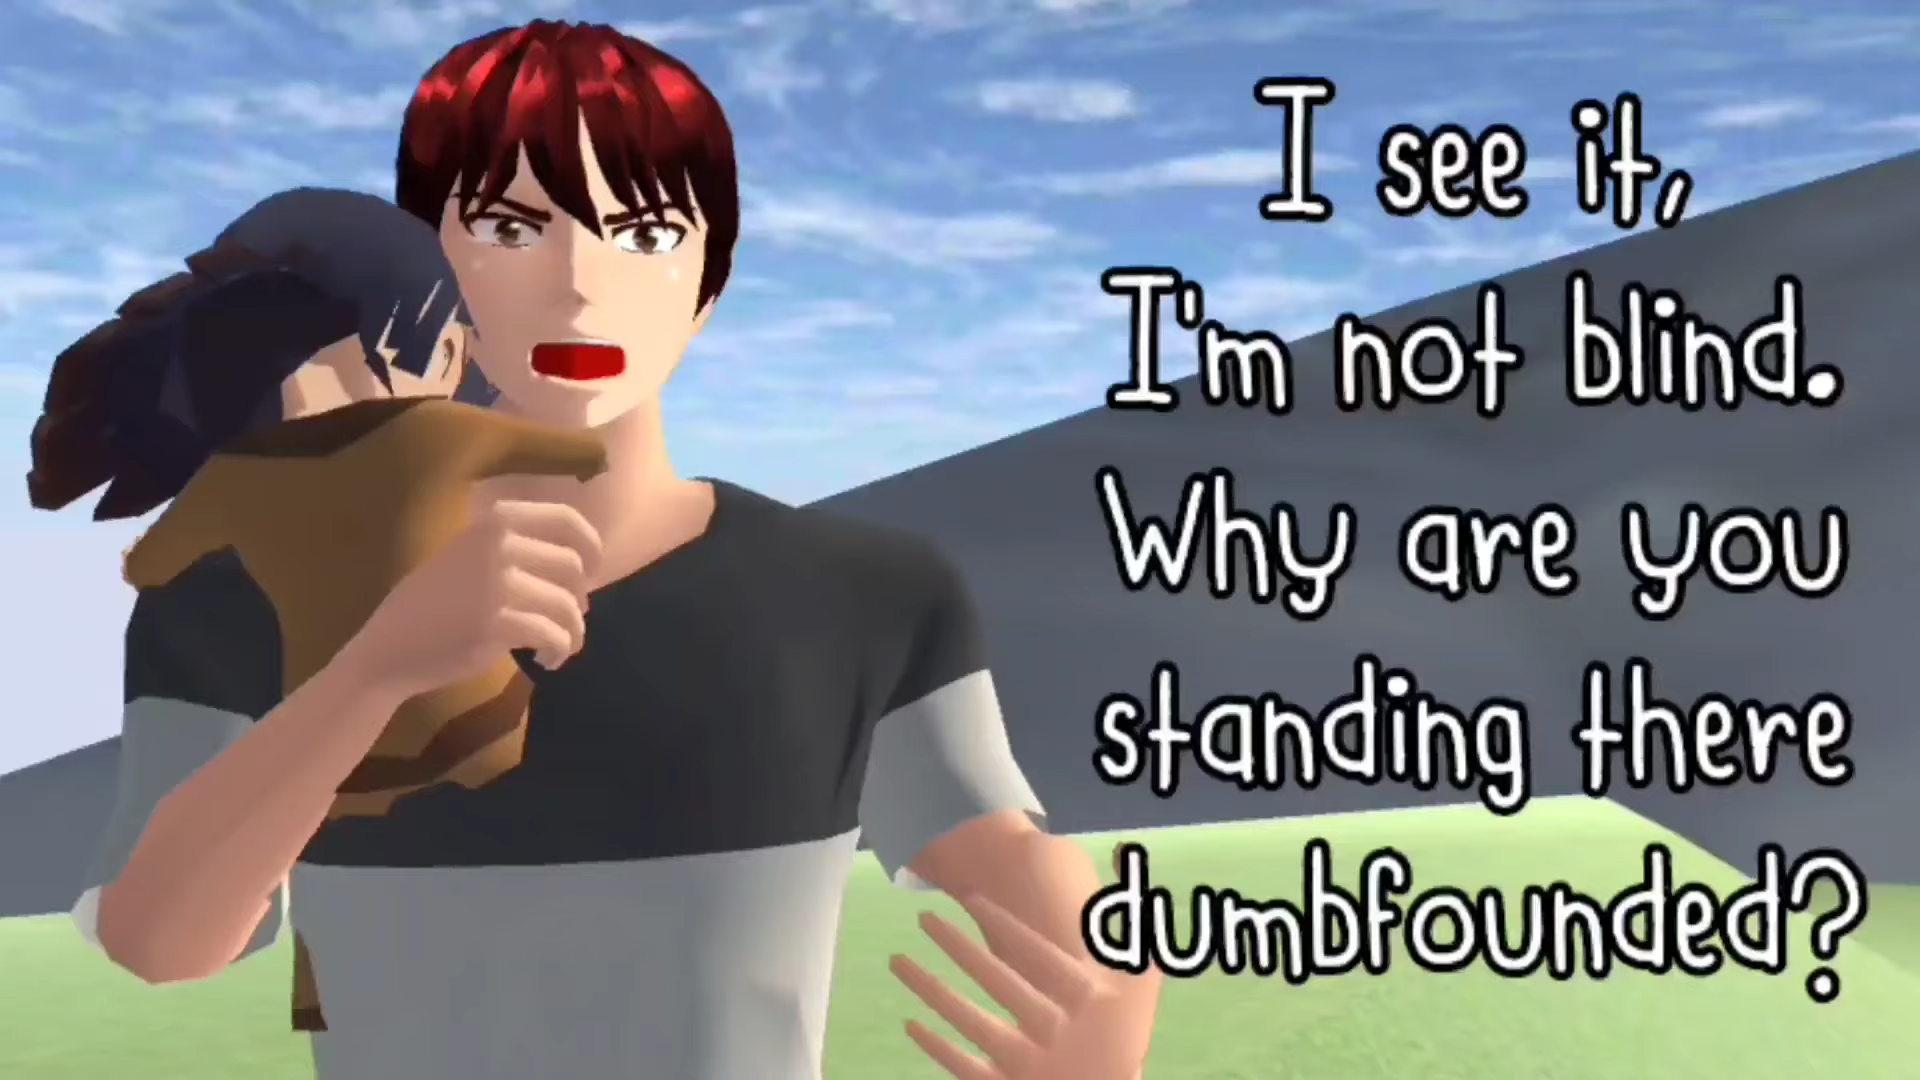 I see it,
I'm not blind.
Why are you
standing there
dumbfounded?